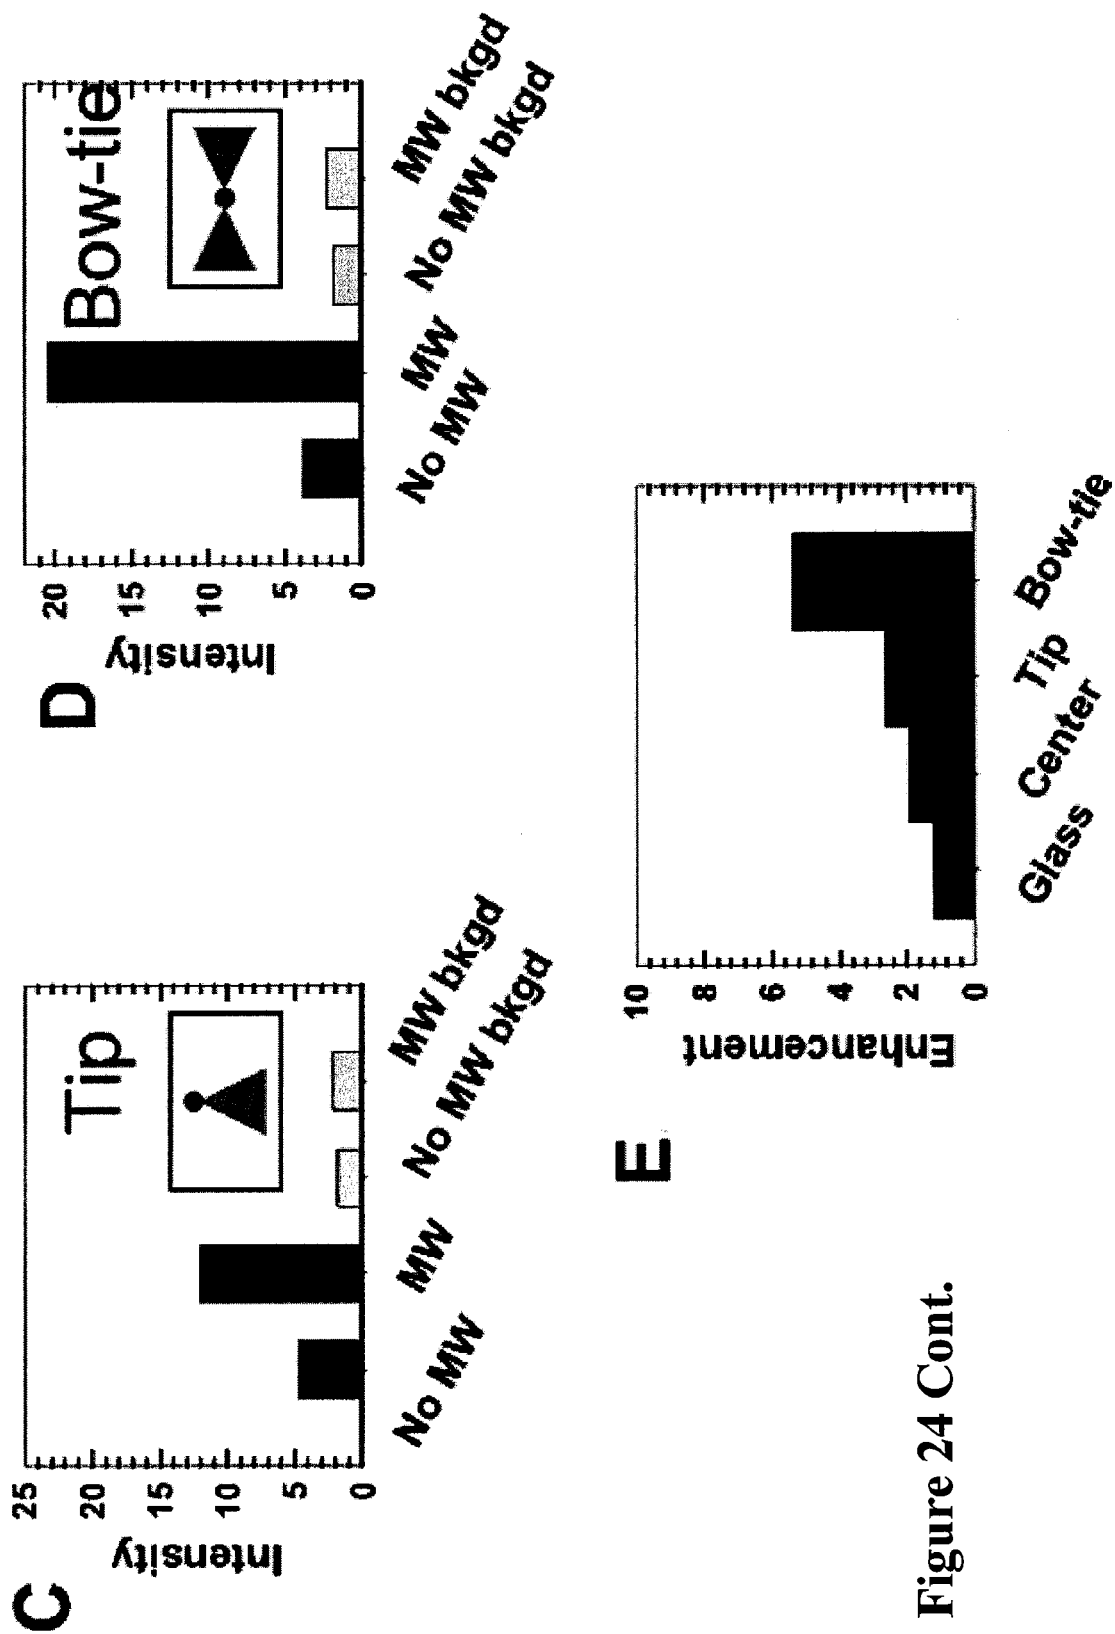 C
Tip
Intensity
25
20
15
10
5
0
No MW
MW
No MW bkgd
MW bkgd
D
Bow-tie
Intensity
20
15
10
5
0
No MW
MW
No MW bkgd
MW bkgd
E
Enhancement
10
8
6
4
2
0
Glass
Center
Tip
Bow-tie
Figure 24 Cont.